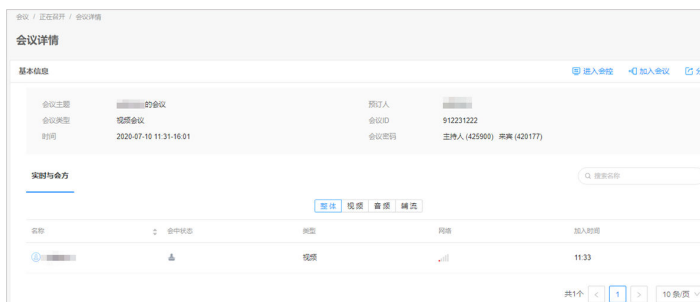 会议 / 正在召开 / 会议详情
会议详情
基本信息
进入会控 加入会议
会议主题 的会议 预订人
会议类型 视频会议 会议ID 912231222
时间 2020-07-10 11:31-16:01 会议密码 主持人 (425900) 来宾 (420177)
实时与会方
搜索名称
整体 视频 音频 辅流
名称 会中状态 类型 网络 加入时间
视频 11:33
共1个 < 1 > 10 条/页